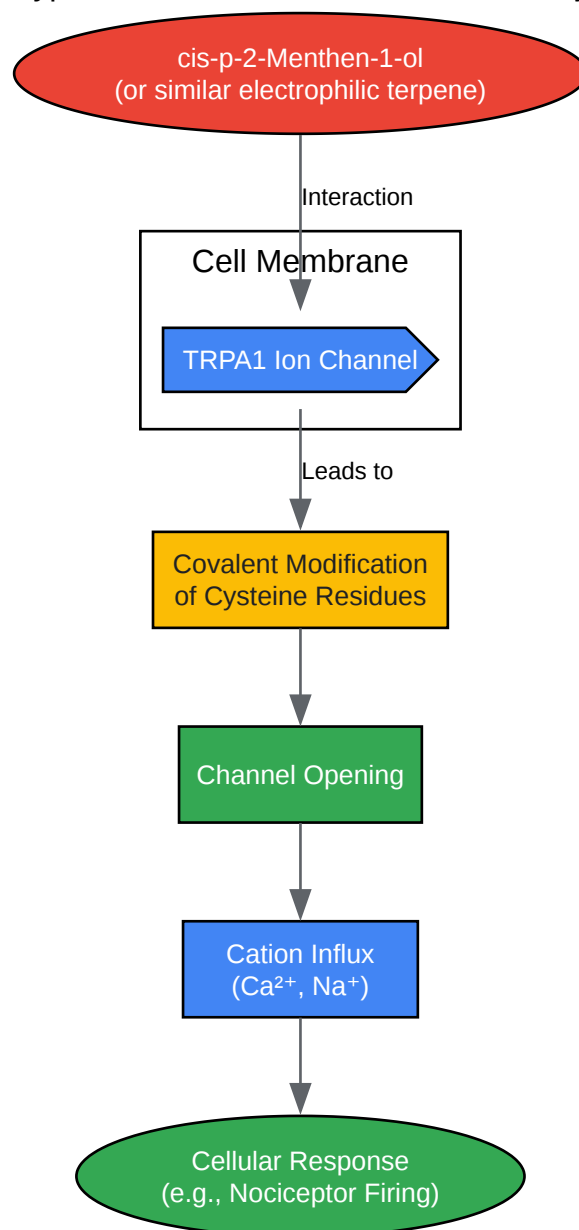 cis-p-2-Menthen-1-ol
(or similar electrophilic terpene)
Interaction
Cell Membrane
TRPA1 Ion Channel
Leads to
Covalent Modification
of Cysteine Residues
Channel Opening
Cation Influx
(Ca²⁺, Na⁺)
Cellular Response
(e.g., Nociceptor Firing)